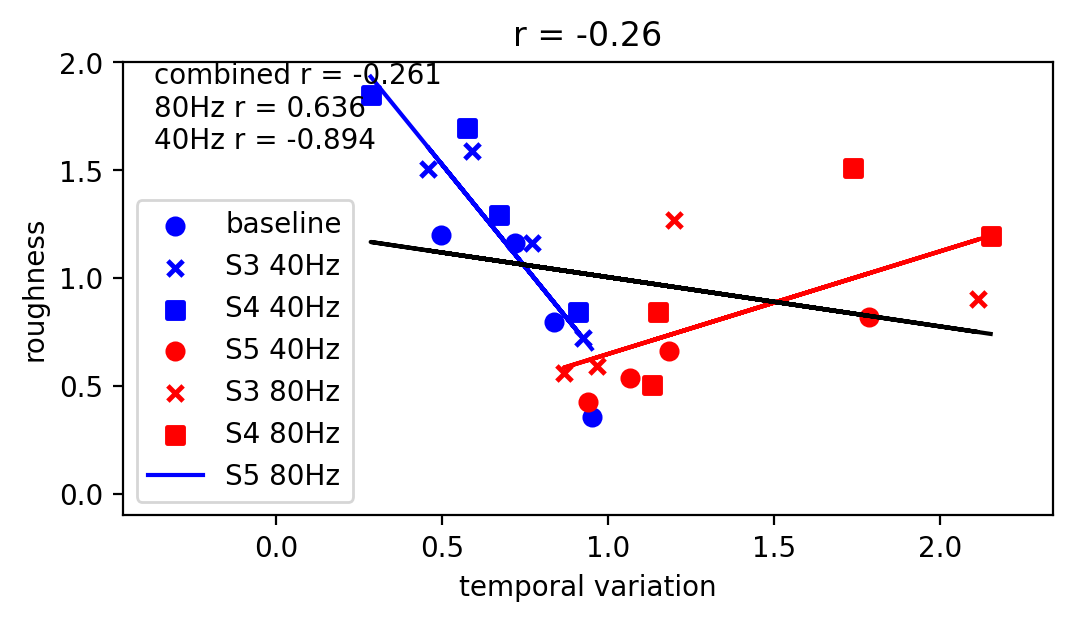 r = -0.26
combined r = -0.261
80Hz r = 0.636
40Hz r = -0.894
baseline
S3 40Hz
S4 40Hz
S5 40Hz
S3 80Hz
S4 80Hz
S5 80Hz
roughness
2.0
1.5
1.0
0.5
0.0
0.0 0.5 1.0 1.5 2.0
temporal variation